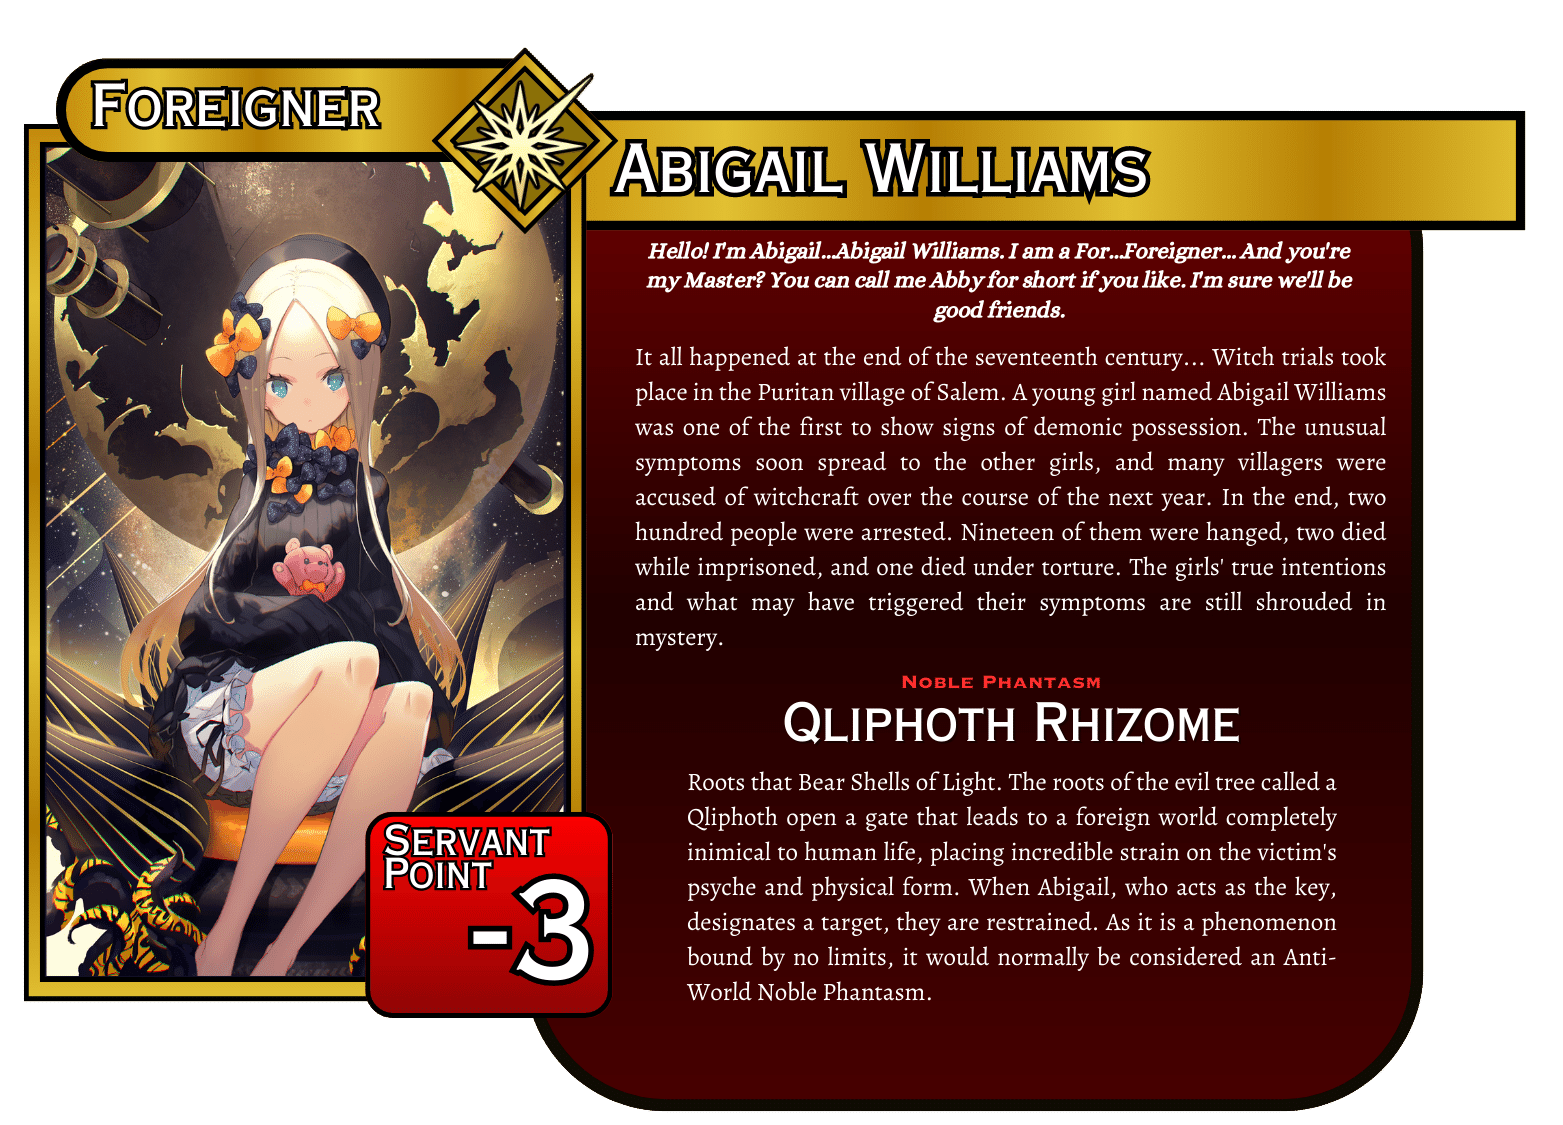 FOREIGNER
ABIGAIL WILLIAMS
Hello! I'm Abigail...Abigail Williams. I am a For...Foreigner... And you're
my Master? You can call me Abby for short if you like. I'm sure we'll be
good friends.
It all happened at the end of the seventeenth century... Witch trials took
place in the Puritan village of Salem. A young girl named Abigail Williams
was one of the first to show signs of demonic possession. The unusual
symptoms soon spread to the other girls, and many villagers were
accused of witchcraft over the course of the next year. In the end, two
hundred people were arrested. Nineteen of them were hanged, two died
while imprisoned, and one died under torture. The girls' true intentions
and what may have triggered their symptoms are still shrouded in
mystery.
NOBLE PHANTASM
QLIPHOTH RHIZOME
Roots that Bear Shells of Light. The roots of the evil tree called a
Qliphoth open a gate that leads to a foreign world completely
inimical to human life, placing incredible strain on the victim's
psyche and physical form. When Abigail, who acts as the key,
designates a target, they are restrained. As it is a phenomenon
bound by no limits, it would normally be considered an Anti-
World Noble Phantasm.
SERVANT
POINT
-3